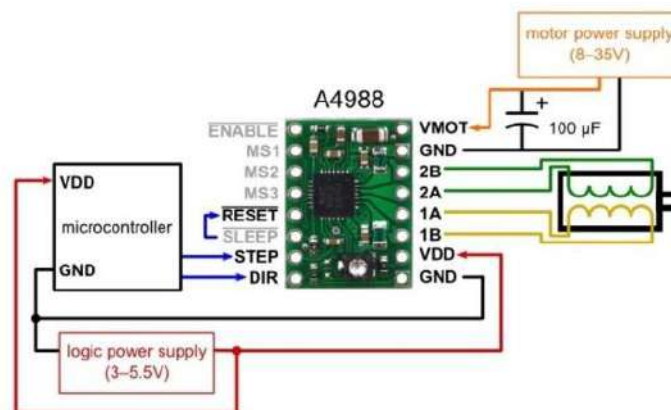 motor power supply
(8–35V)
A4988
ENABLE
VMOT
+
100 µF
MS1
GND
MS2
2B
MS3
2A
VDD
RESET
1A
microcontroller
SLEEP
1B
STEP
VDD
GND
DIR
GND
logic power supply
(3–5.5V)